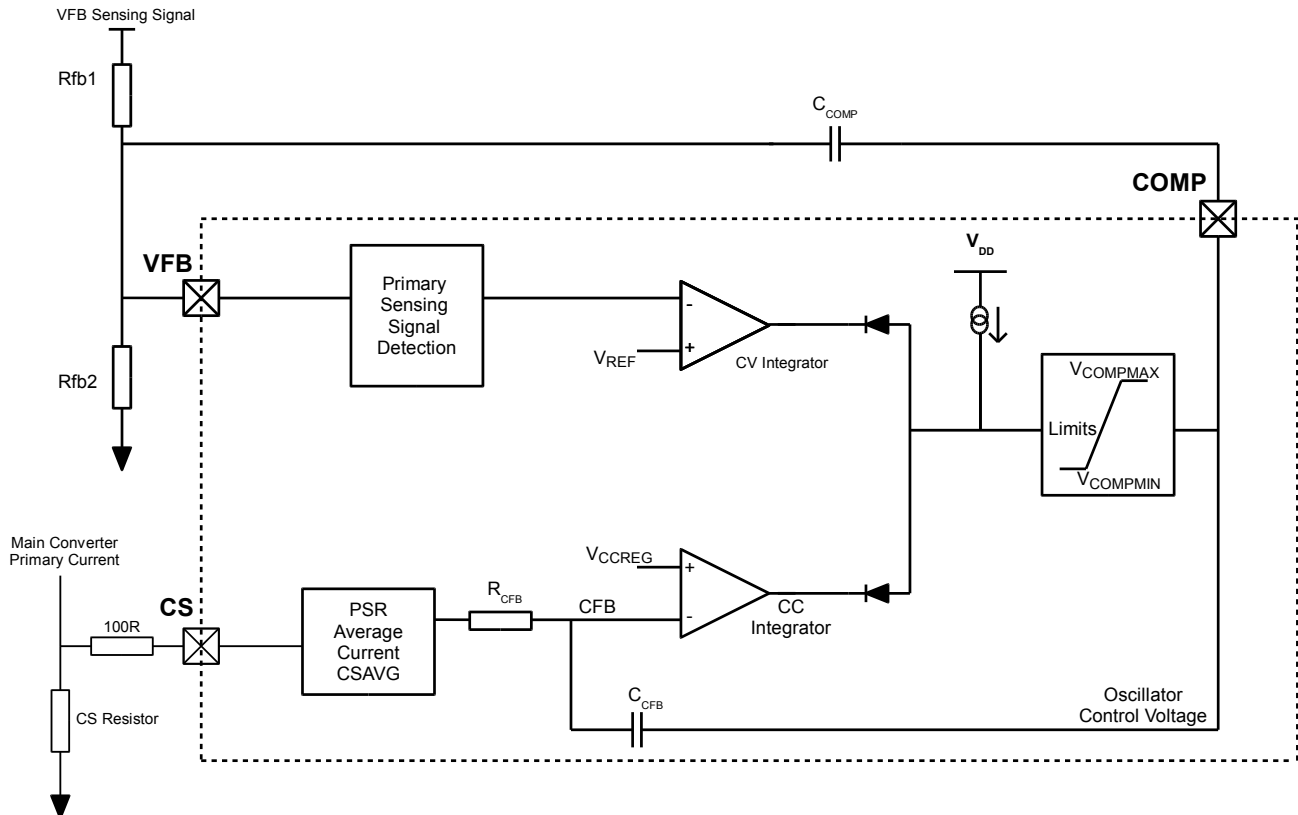 VFB Sensing Signal
Rfb1
CCOMP
COMP
VFB
Primary
Sensing
Signal
Detection
-
+
VREF
CV Integrator
VDD
Rfb2
Limits
VCOMPMAX
VCOMPMIN
Main Converter
Primary Current
100R
CS
CS Resistor
PSR
Average
Current
CSAVG
RCFB
CFB
VCCREG
+
-
CC
Integrator
CCFB
Oscillator
Control Voltage